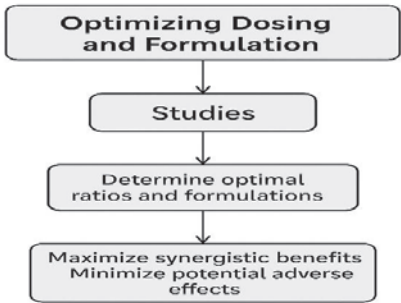 Optimizing Dosing
and Formulation
Studies
Determine optimal
ratios and formulations
Maximize synergistic benefits
Minimize potential adverse
effects